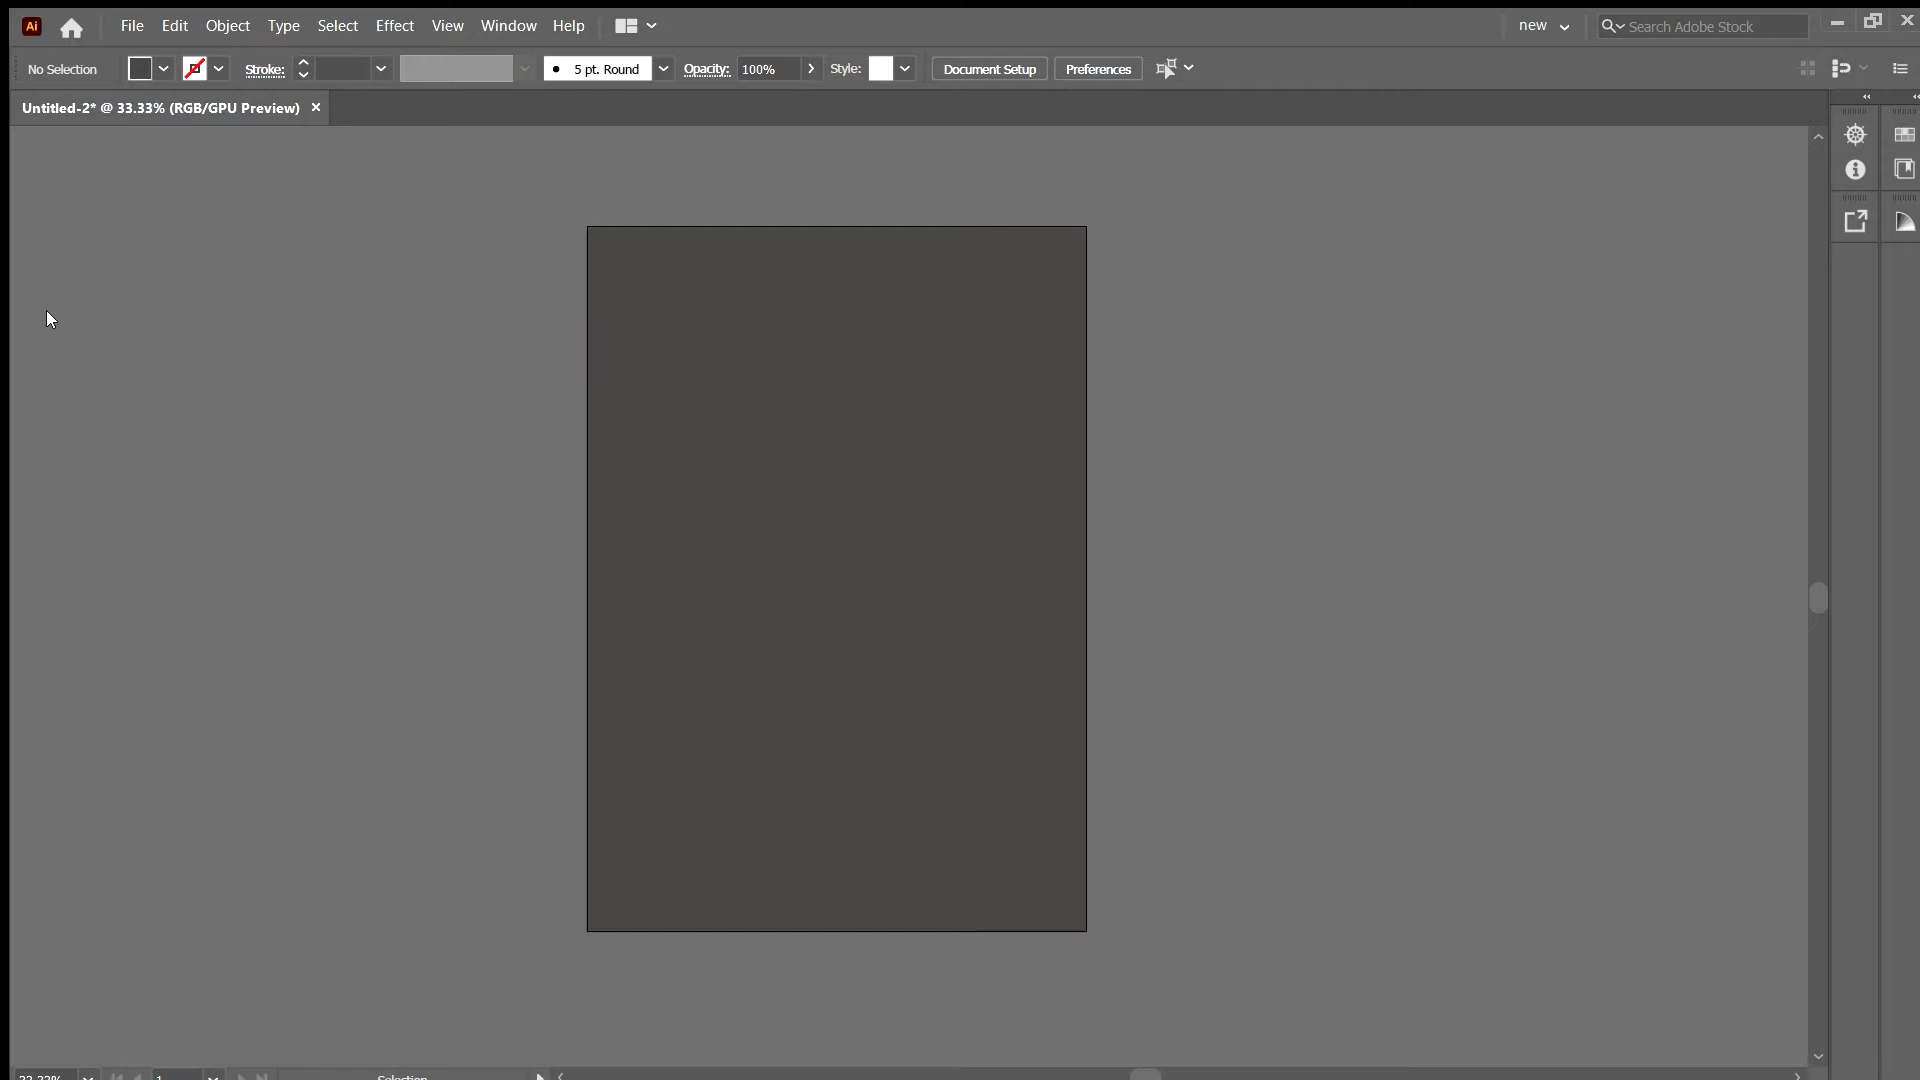 Ai File Edit Object Type Select Effect View Window Help new Search Adobe Stock
No Selection Stroke: 5 pt. Round Opacity: 100% Style: Document Setup Preferences
Untitled-2* @ 33.33% (RGB/GPU Preview) ×
33.33% 1 Selection